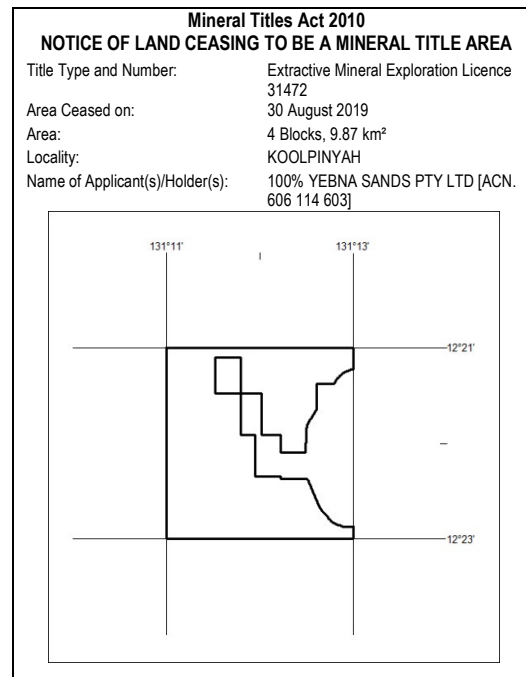 Mineral Titles Act 2010
NOTICE OF LAND CEASING TO BE A MINERAL TITLE AREA
Title Type and Number: Extractive Mineral Exploration Licence
31472
Area Ceased on: 30 August 2019
Area: 4 Blocks, 9.87 km²
Locality: KOOLPINYAH
Name of Applicant(s)/Holder(s): 100% YEBNA SANDS PTY LTD [ACN.
606 114 603]
131°11' 131°13'
12°21'
12°23'